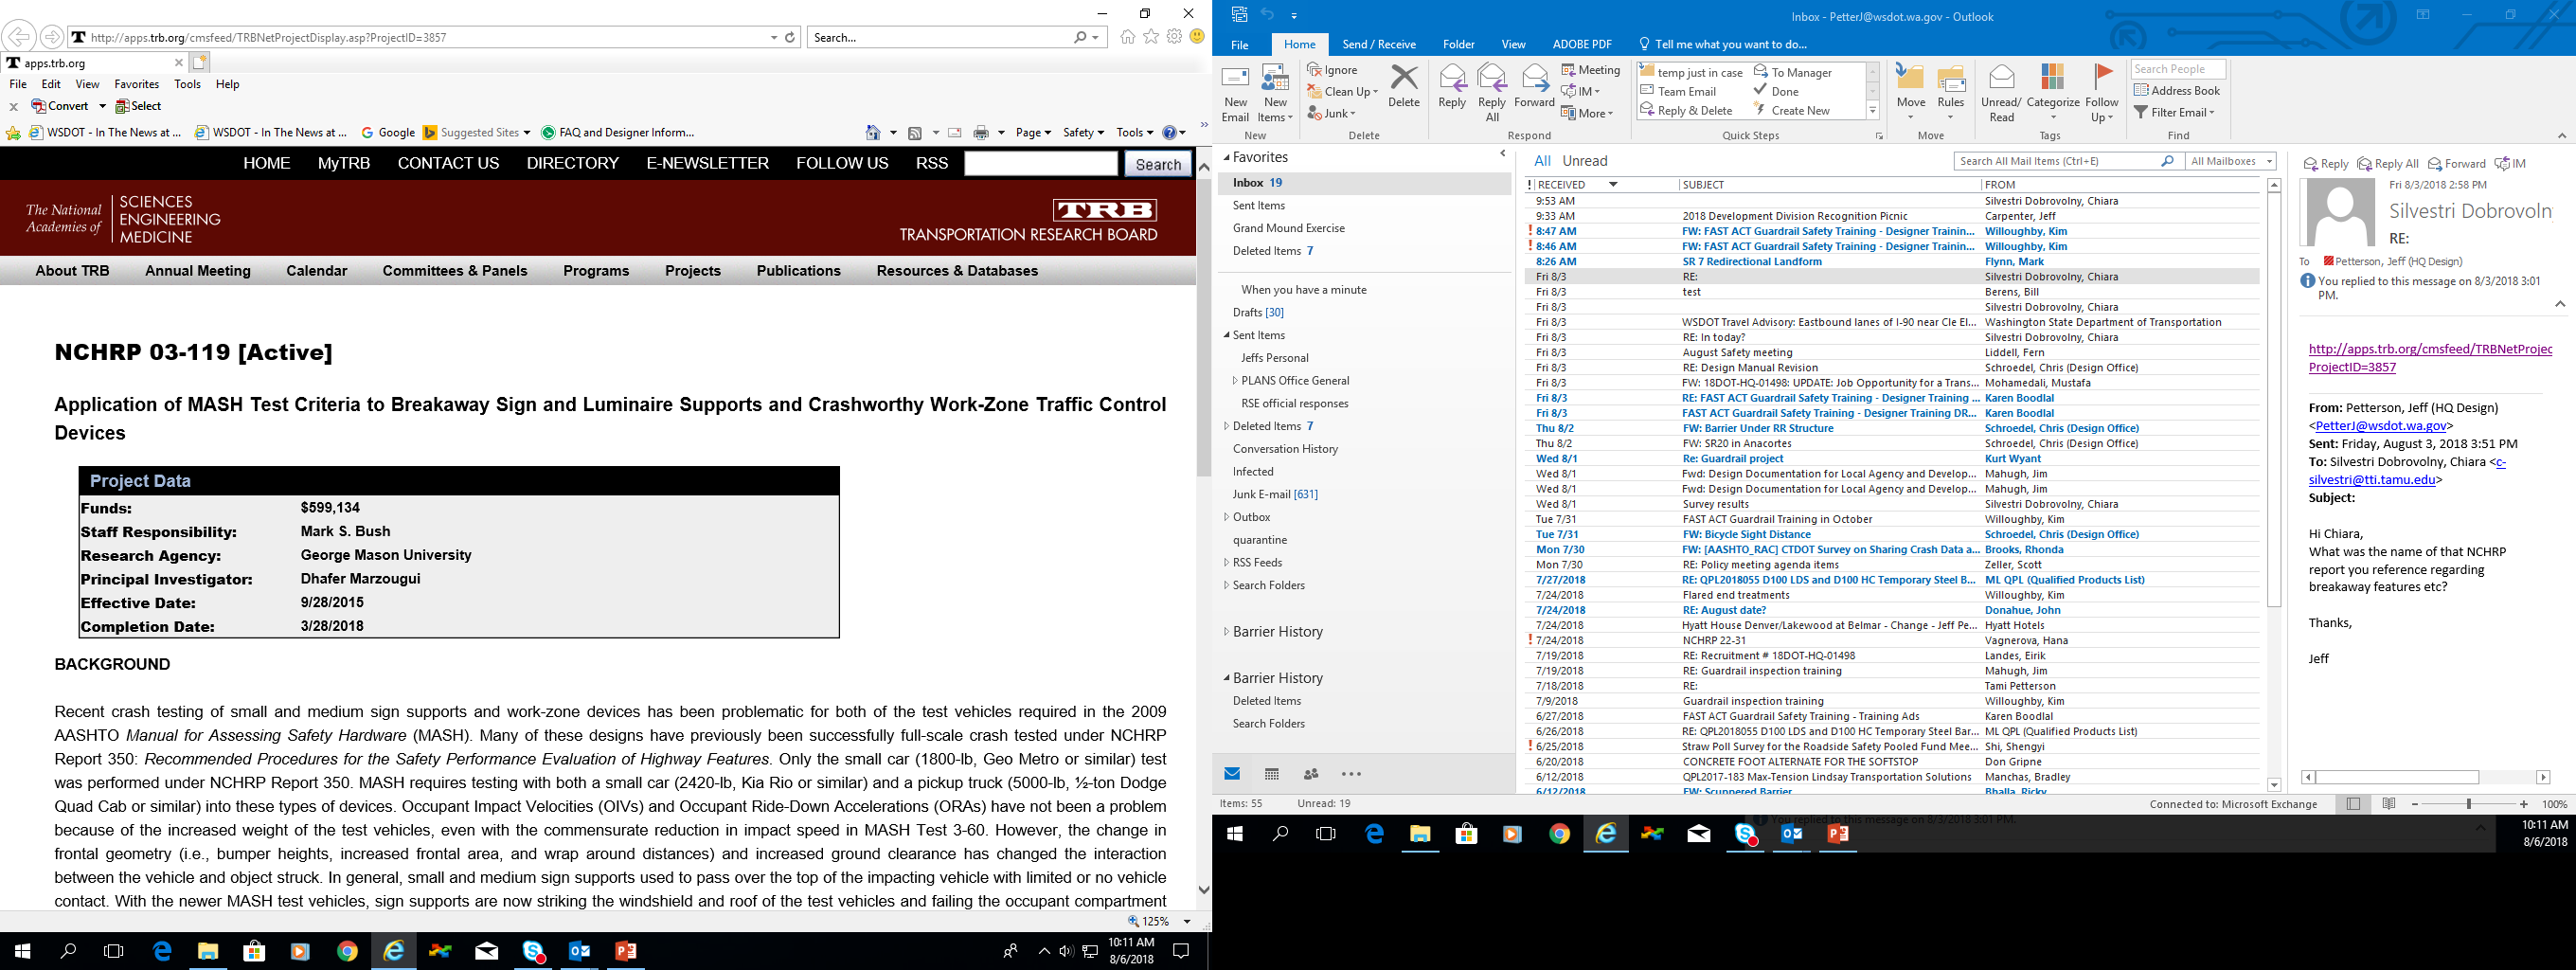 http://apps.trb.org/cmsfeed/TRBNetProjectDisplay.asp?ProjectID=3857
Search...
apps.trb.org
File Edit View Favorites Tools Help
x Convert Select
WSDOT - In The News at ... WSDOT - In The News at ... Google Suggested Sites FAQ and Designer Inform...
Page Safety Tools
HOME MyTRB CONTACT US DIRECTORY E-NEWSLETTER FOLLOW US RSS Search
The National Academies of
SCIENCES
ENGINEERING
MEDICINE
TRB
TRANSPORTATION RESEARCH BOARD
About TRB Annual Meeting Calendar Committees & Panels Programs Projects Publications Resources & Databases
NCHRP 03-119 [Active]
Application of MASH Test Criteria to Breakaway Sign and Luminaire Supports and Crashworthy Work-Zone Traffic Control
Devices
Project Data
Funds: $599,134
Staff Responsibility: Mark S. Bush
Research Agency: George Mason University
Principal Investigator: Dhafer Marzougui
Effective Date: 9/28/2015
Completion Date: 3/28/2018
BACKGROUND
Recent crash testing of small and medium sign supports and work-zone devices has been problematic for both of the test vehicles required in the 2009
AASHTO Manual for Assessing Safety Hardware (MASH). Many of these designs have previously been successfully full-scale crash tested under NCHRP
Report 350: Recommended Procedures for the Safety Performance Evaluation of Highway Features. Only the small car (1800-lb, Geo Metro or similar) test
was performed under NCHRP Report 350. MASH requires testing with both a small car (2420-lb, Kia Rio or similar) and a pickup truck (5000-lb, ½-ton Dodge
Quad Cab or similar) into these types of devices. Occupant Impact Velocities (OIVs) and Occupant Ride-Down Accelerations (ORAs) have not been a problem
because of the increased weight of the test vehicles, even with the commensurate reduction in impact speed in MASH Test 3-60. However, the change in
frontal geometry (i.e., bumper heights, increased frontal area, and wrap around distances) and increased ground clearance has changed the interaction
between the vehicle and object struck. In general, small and medium sign supports used to pass over the top of the impacting vehicle with limited or no vehicle
contact. With the newer MASH test vehicles, sign supports are now striking the windshield and roof of the test vehicles and failing the occupant compartment
125%
10:11 AM
8/6/2018
Inbox - PetterJ@wsdot.wa.gov - Outlook
File Home Send / Receive Folder View ADOBE PDF Tell me what you want to do...
New Email
New Items
New
Ignore
Clean Up
Junk
Delete
Delete
Reply
Reply All
Forward
Meeting
IM
More
Respond
temp just in case To Manager
Team Email Done
Reply & Delete Create New
Quick Steps
Move
Rules
Move
Unread/ Read
Categorize
Follow Up
Tags
Search People
Address Book
Filter Email
Find
Favorites
Inbox 19
Sent Items
Grand Mound Exercise
Deleted Items 7
When you have a minute
Drafts [30]
Sent Items
Jeffs Personal
PLANS Office General
RSE official responses
Deleted Items 7
Conversation History
Infected
Junk E-mail [631]
Outbox
quarantine
RSS Feeds
Search Folders
Barrier History
Barrier History
Deleted Items
Search Folders
All Unread
Search All Mail Items (Ctrl+E) All Mailboxes
! RECEIVED SUBJECT FROM
9:53 AM Silvestri Dobrovolny, Chiara
9:33 AM 2018 Development Division Recognition Picnic Carpenter, Jeff
! 8:47 AM FW: FAST ACT Guardrail Safety Training - Designer Trainin... Willoughby, Kim
! 8:46 AM FW: FAST ACT Guardrail Safety Training - Designer Trainin... Willoughby, Kim
8:26 AM SR 7 Redirectional Landform Flynn, Mark
Fri 8/3 RE: Silvestri Dobrovolny, Chiara
Fri 8/3 test Berens, Bill
Fri 8/3 Silvestri Dobrovolny, Chiara
Fri 8/3 WSDOT Travel Advisory: Eastbound lanes of I-90 near Cle El... Washington State Department of Transportation
Fri 8/3 RE: In today? Silvestri Dobrovolny, Chiara
Fri 8/3 August Safety meeting Liddell, Fern
Fri 8/3 RE: Design Manual Revision Schroedel, Chris (Design Office)
Fri 8/3 FW: 18DOT-HQ-01498: UPDATE: Job Opportunity for a Trans... Mohamedali, Mustafa
Fri 8/3 RE: FAST ACT Guardrail Safety Training - Designer Training ... Karen Boodlal
Fri 8/3 FAST ACT Guardrail Safety Training - Designer Training DR... Karen Boodlal
Thu 8/2 FW: Barrier Under RR Structure Schroedel, Chris (Design Office)
Thu 8/2 FW: SR20 in Anacortes Schroedel, Chris (Design Office)
Wed 8/1 Re: Guardrail project Kurt Wyant
Wed 8/1 Fwd: Design Documentation for Local Agency and Develop... Mahugh, Jim
Wed 8/1 Fwd: Design Documentation for Local Agency and Develop... Mahugh, Jim
Wed 8/1 Survey results Silvestri Dobrovolny, Chiara
Tue 7/31 FAST ACT Guardrail Training in October Willoughby, Kim
Tue 7/31 FW: Bicycle Sight Distance Schroedel, Chris (Design Office)
Mon 7/30 FW: [AASHTO_RAC] CTDOT Survey on Sharing Crash Data a... Brooks, Rhonda
Mon 7/30 RE: Policy meeting agenda items Zeller, Scott
7/27/2018 RE: QPL2018055 D100 LDS and D100 HC Temporary Steel B... ML QPL (Qualified Products List)
7/24/2018 Flared end treatments Willoughby, Kim
7/24/2018 RE: August date? Donahue, John
7/24/2018 Hyatt House Denver/Lakewood at Belmar - Change - Jeff Pe... Hyatt Hotels
! 7/24/2018 NCHRP 22-31 Vagnerova, Hana
7/19/2018 RE: Recruitment # 18DOT-HQ-01498 Landes, Eirik
7/19/2018 RE: Guardrail inspection training Mahugh, Jim
7/18/2018 RE: Tami Petterson
7/9/2018 Guardrail inspection training Willoughby, Kim
6/27/2018 FAST ACT Guardrail Safety Training - Training Ads Karen Boodlal
6/26/2018 RE: QPL2018055 D100 LDS and D100 HC Temporary Steel Bar... ML QPL (Qualified Products List)
! 6/25/2018 Straw Poll Survey for the Roadside Safety Pooled Fund Mee... Shi, Shengyi
6/20/2018 CONCRETE FOOT ALTERNATE FOR THE SOFTSTOP Don Gripne
6/12/2018 QPL2017-183 Max-Tension Lindsay Transportation Solutions Manchas, Bradley
6/12/2018 FW: Scuppered Barrier Bhalla, Ricky
Reply Reply All Forward IM
Fri 8/3/2018 2:58 PM
Silvestri Dobrovoln
RE:
To Petterson, Jeff (HQ Design)
You replied to this message on 8/3/2018 3:01
PM.
http://apps.trb.org/cmsfeed/TRBNetProjec
ProjectID=3857
From: Petterson, Jeff (HQ Design)
<PetterJ@wsdot.wa.gov>
Sent: Friday, August 3, 2018 3:51 PM
To: Silvestri Dobrovolny, Chiara <c-
silvestri@tti.tamu.edu>
Subject:
Hi Chiara,
What was the name of that NCHRP
report you reference regarding
breakaway features etc?
Thanks,
Jeff
Items: 55 Unread: 19
Connected to: Microsoft Exchange 100%
You replied to this message on 8/3/2018 3:01 PM.
10:11 AM
8/6/2018